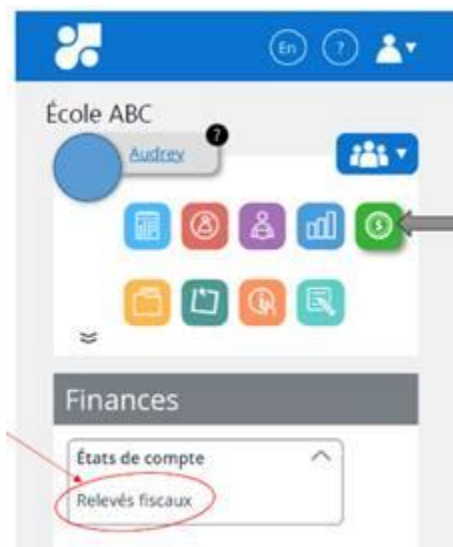 En ?
École ABC
Audrey ?
$
Finances
États de compte
Relevés fiscaux